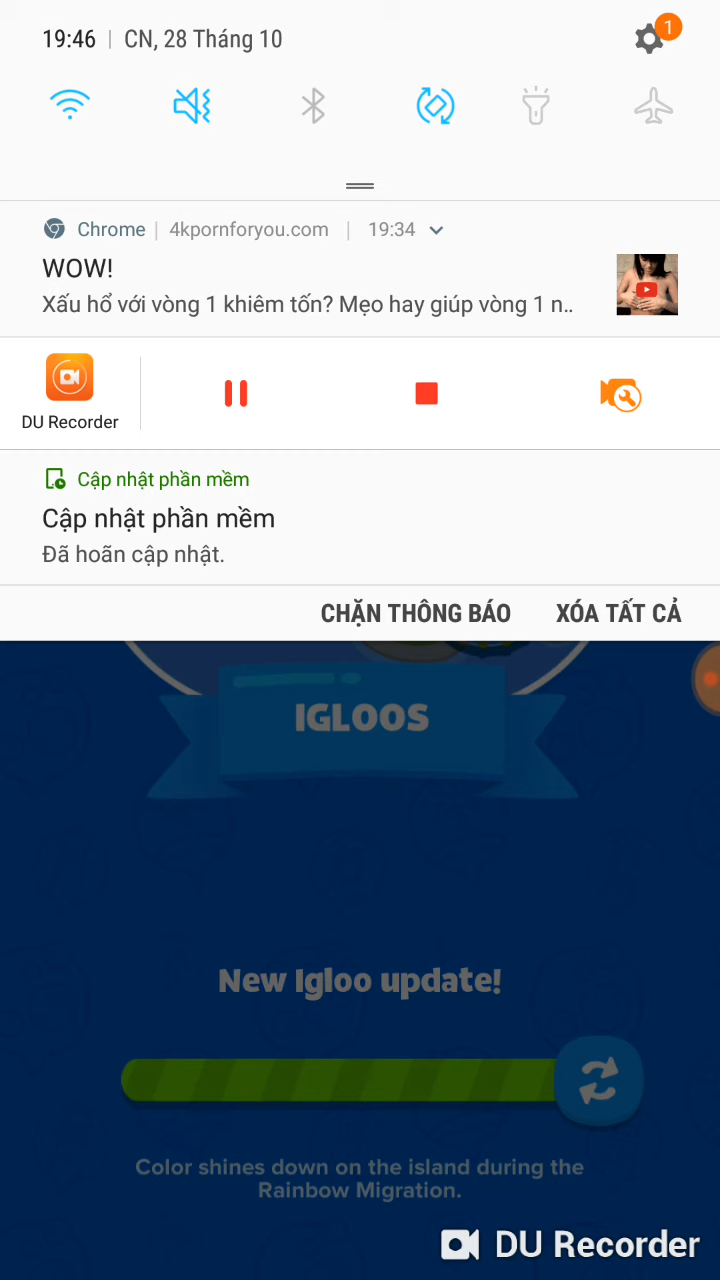 19:46 | CN, 28 Tháng 10
1
Chrome | 4kpornforyou.com | 19:34
WOW!
Xấu hổ với vòng 1 khiêm tốn? Mẹo hay giúp vòng 1 n..
DU Recorder
Cập nhật phần mềm
Cập nhật phần mềm
Đã hoãn cập nhật.
CHẶN THÔNG BÁO XÓA TẤT CẢ
IGLOOS
New Igloo update!
Color shines down on the island during the
Rainbow Migration.
DU Recorder